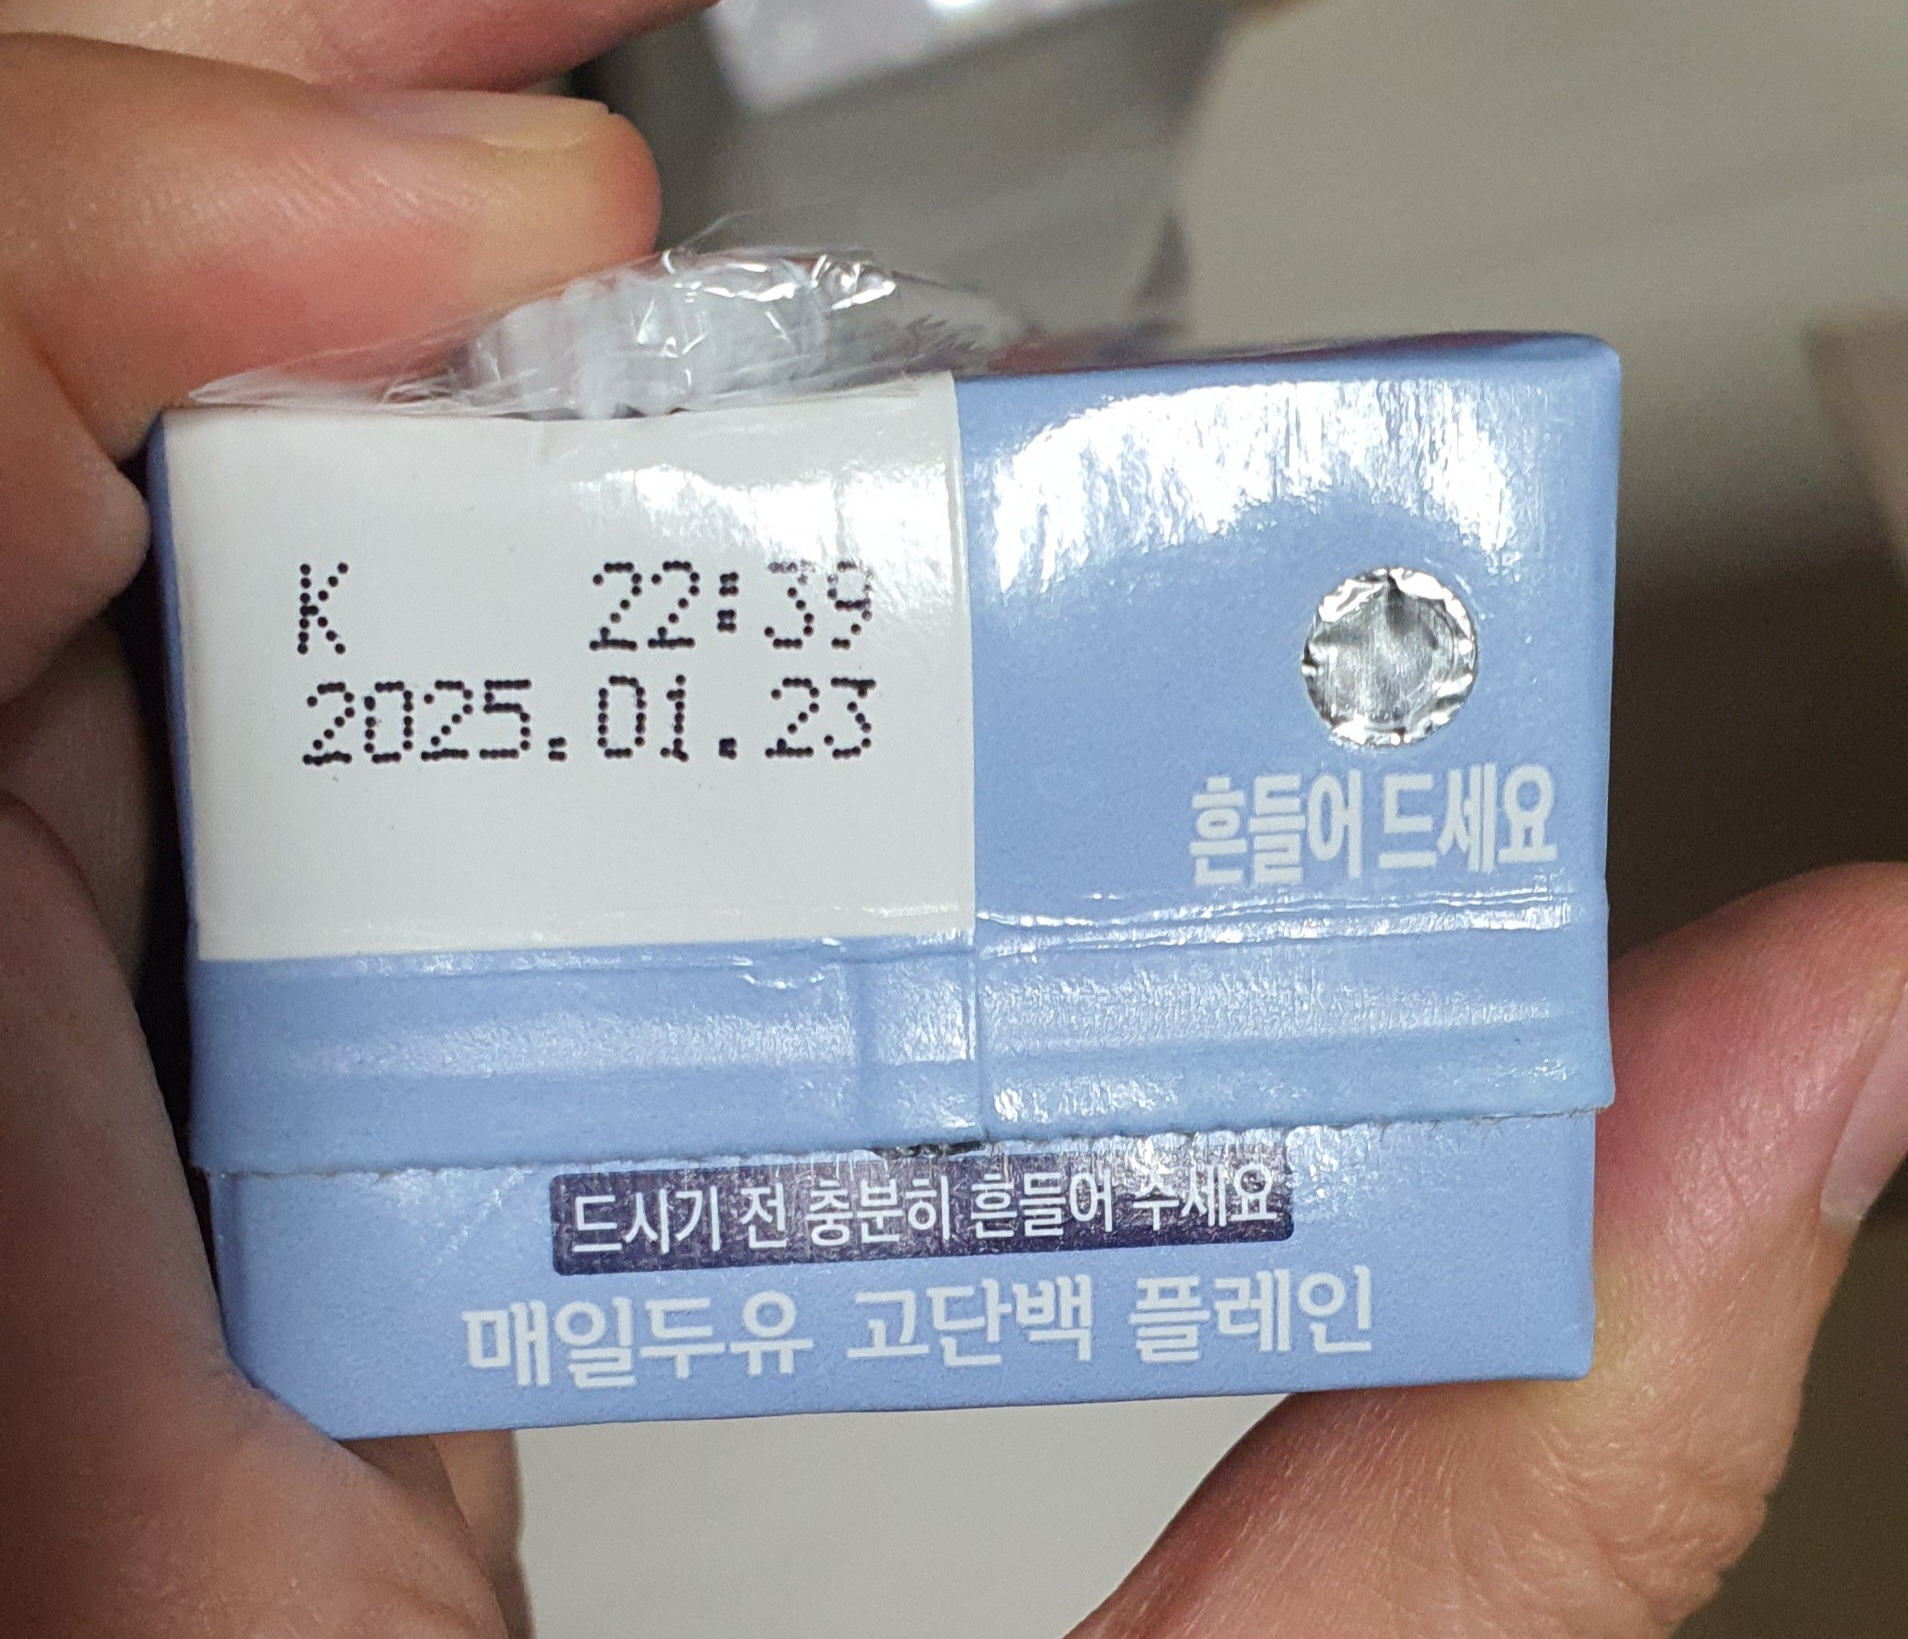 K 22:39
2025.01.23
흔들어 드세요
드시기 전 충분히 흔들어 주세요
매일두유 고단백 플레인